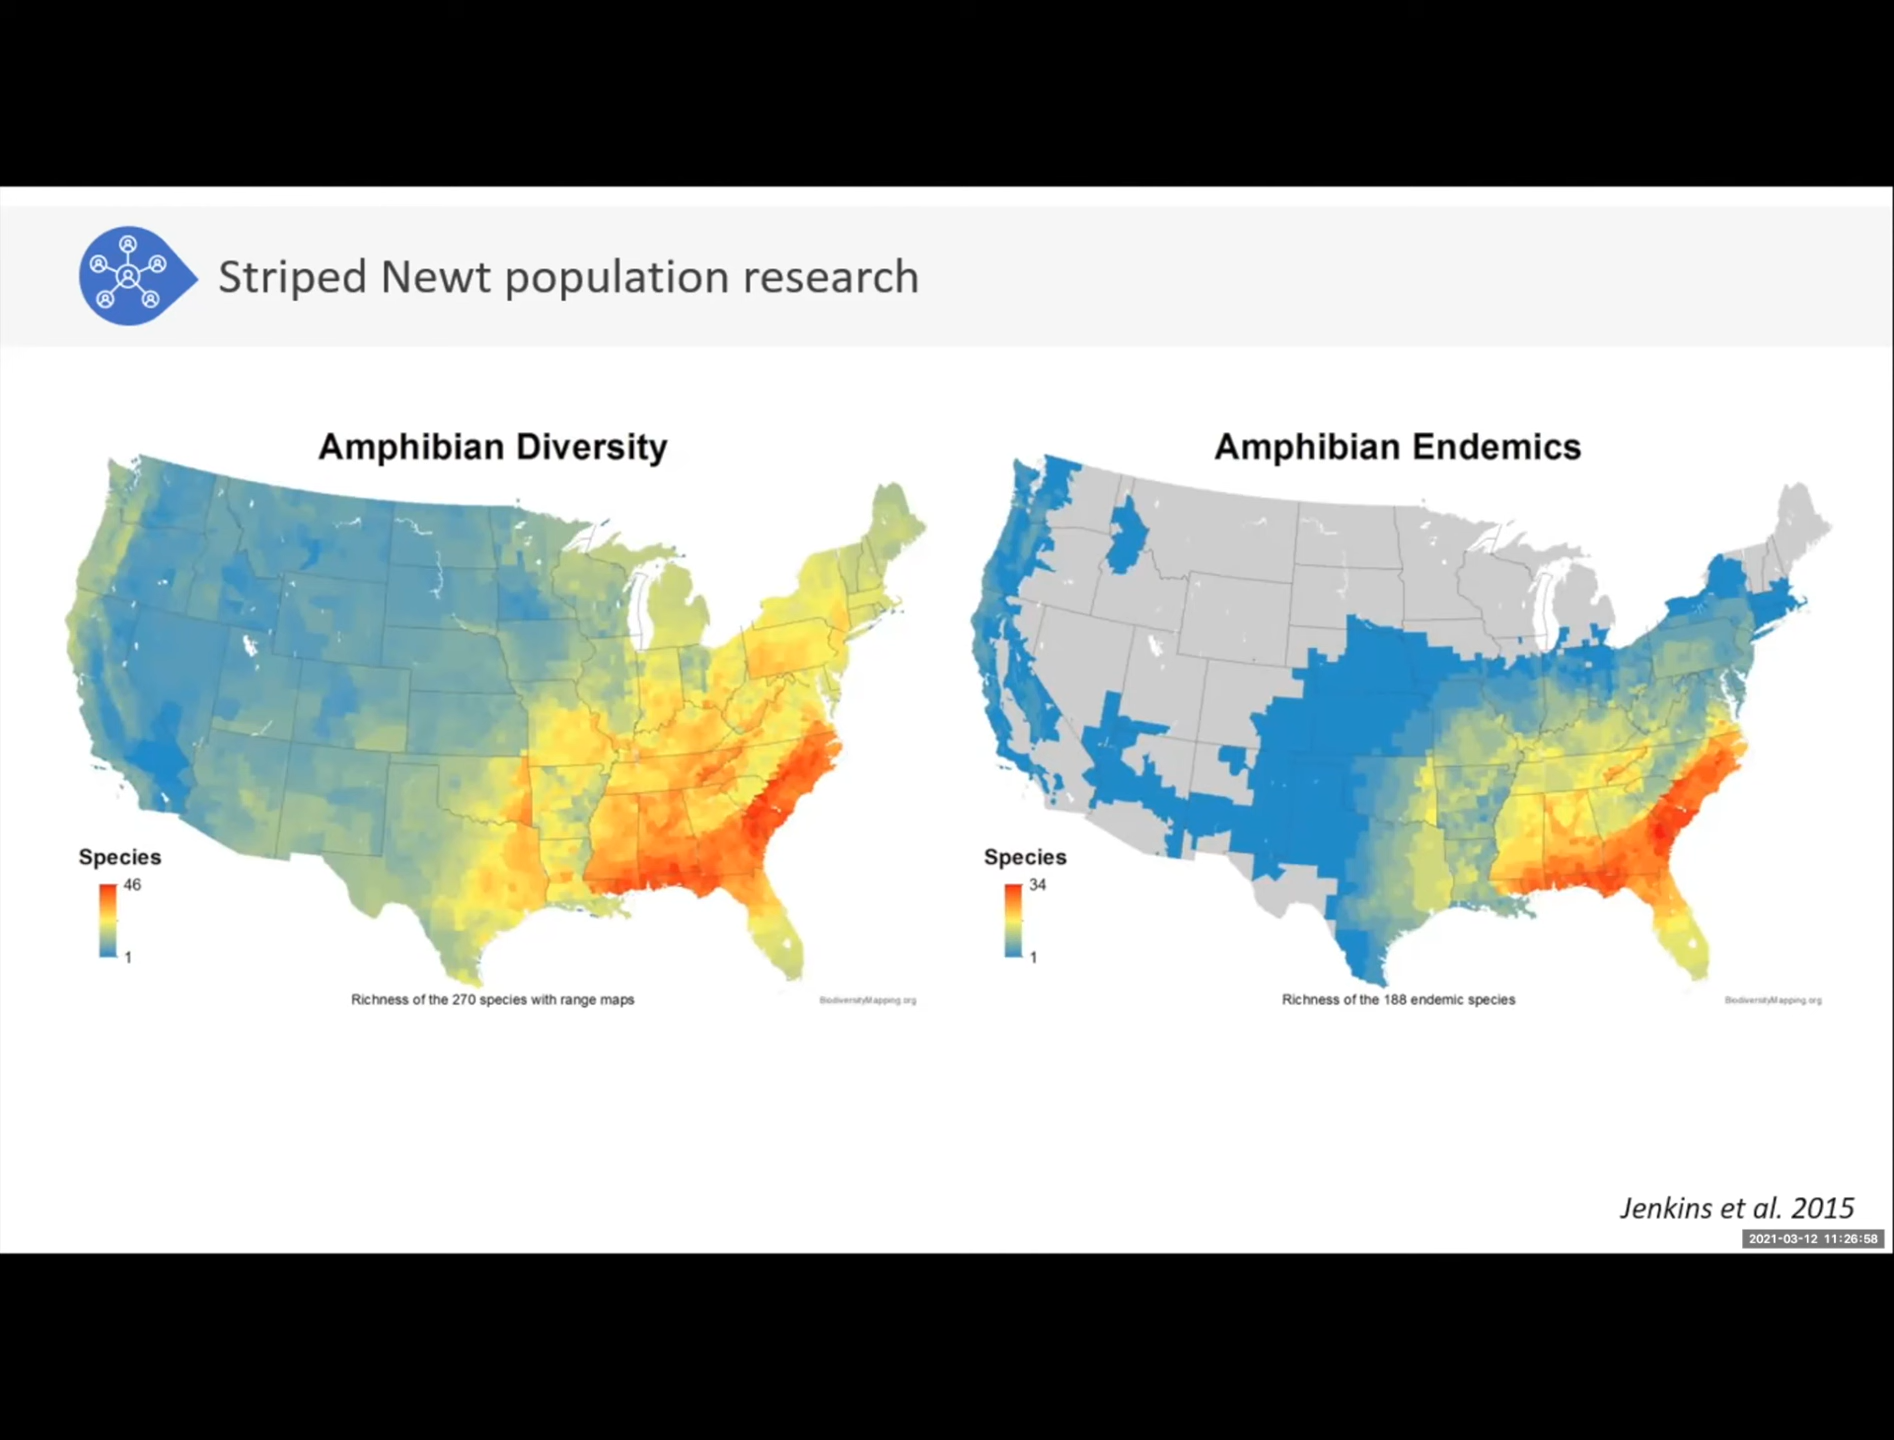 Striped Newt population research
Amphibian Diversity
Species
46
1
Richness of the 270 species with range maps
BiodiversityMapping.org
Amphibian Endemics
Species
34
1
Richness of the 188 endemic species
BiodiversityMapping.org
Jenkins et al. 2015
2021-03-12 11:26:58